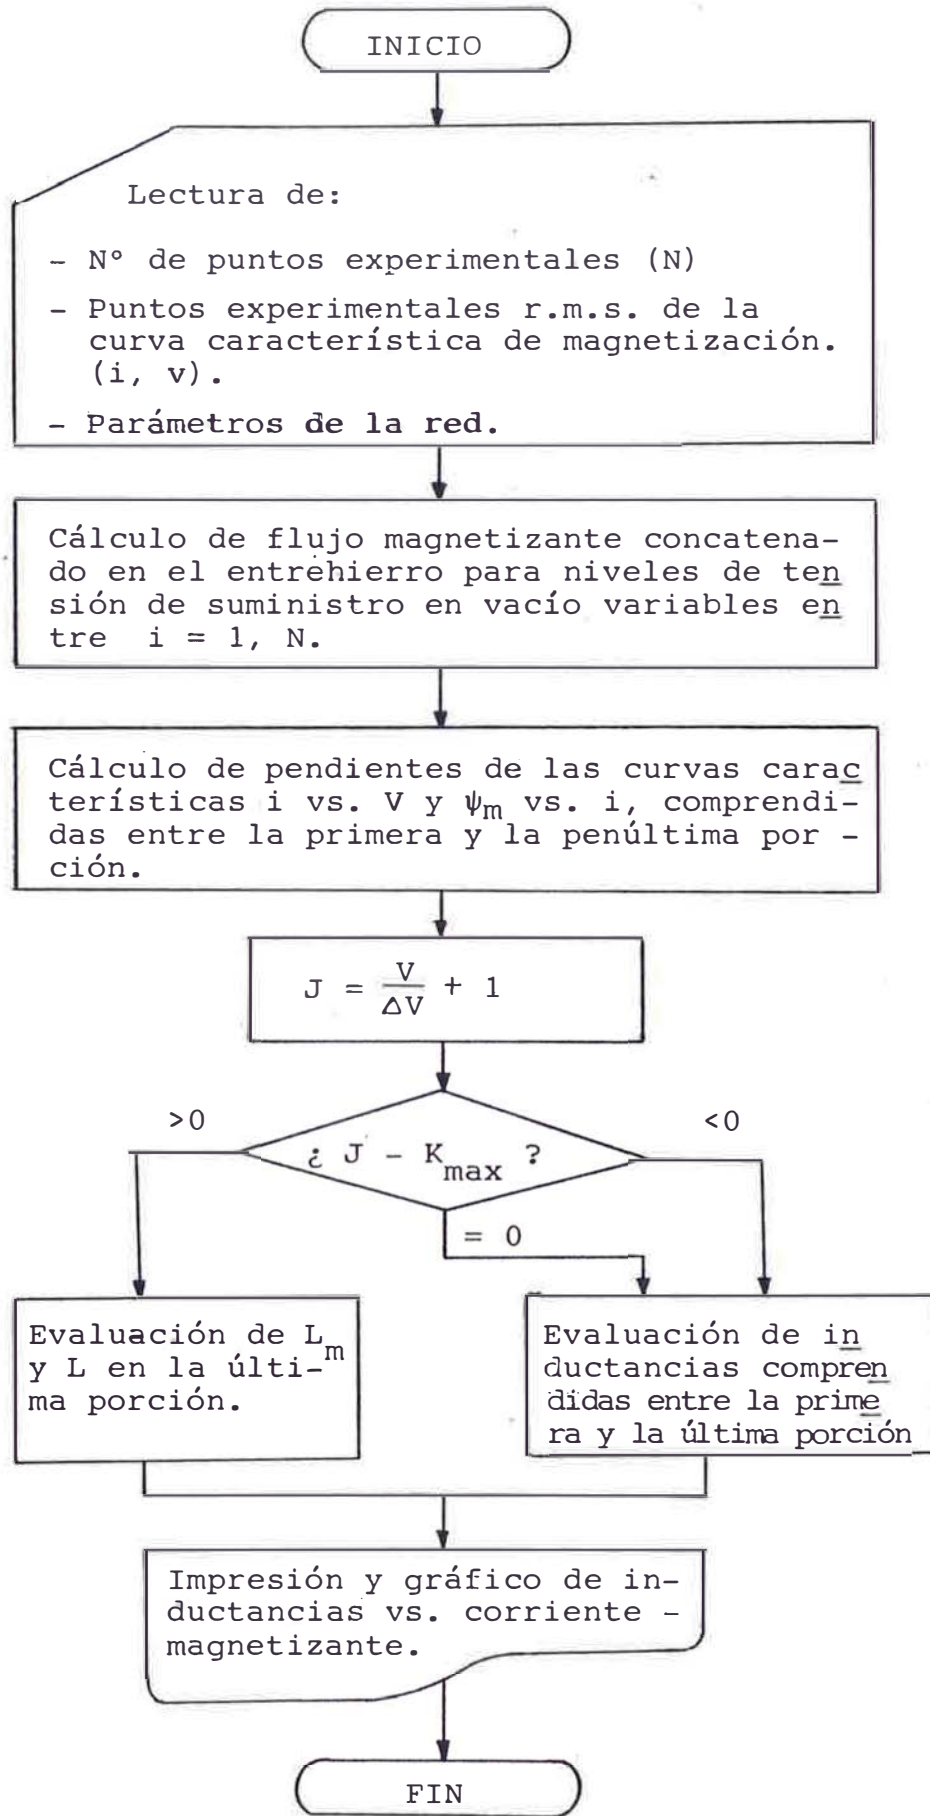 INICIO
Lectura de:
- N° de puntos experimentales (N)
- Puntos experimentales r.m.s. de la
curva característica de magnetización.
(i, v).
- Parámetros de la red.
Cálculo de flujo magnetizante concatena-
do en el entrehierro para niveles de ten
sión de suministro en vacío variables en
tre i = 1, N.
Cálculo de pendientes de las curvas carac
terísticas i vs. V y ψm vs. i, comprendi-
das entre la primera y la penúltima por -
ción.
J = V/ΔV + 1
>0
<0
¿ J - Kmax ?
= 0
Evaluación de Lm
y L en la últi-
ma porción.
Evaluación de in
ductancias compren
didas entre la prime
ra y la última porción
Impresión y gráfico de in-
ductancias vs. corriente -
magnetizante.
FIN